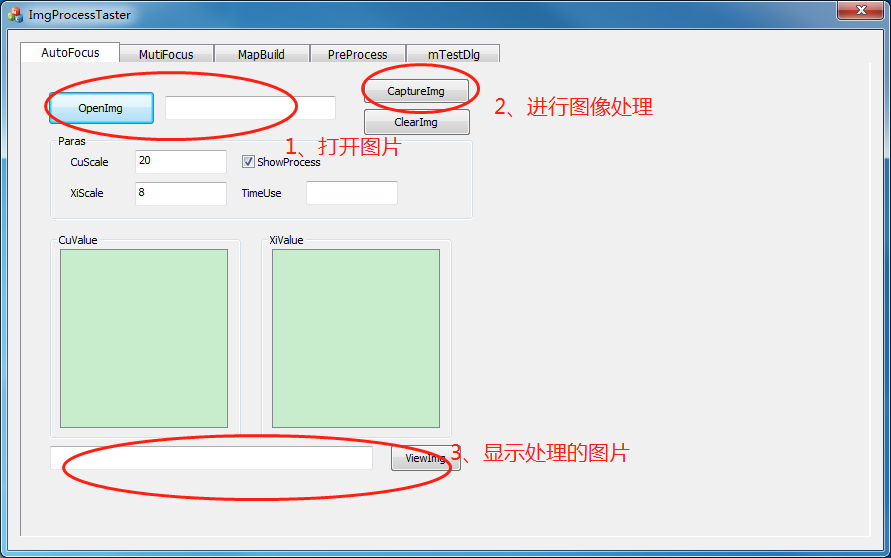 ImgProcessTaster
AutoFocus
MutiFocus
MapBuild
PreProcess
mTestDlg
OpenImg
CaptureImg
2、进行图像处理
ClearImg
1、打开图片
Paras
CuScale
20
ShowProcess
XiScale
8
TimeUse
CuValue
XiValue
ViewImg
3、显示处理的图片